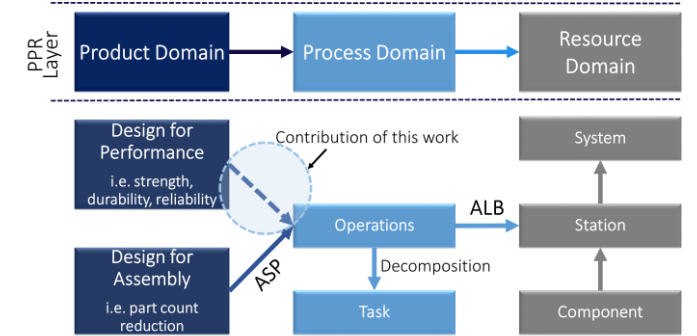 PPR
Layer
Product Domain
Process Domain
Resource
Domain
Design for
Performance
i.e. strength,
durability, reliability
Contribution of this work
System
Operations
ALB
Station
Design for
Assembly
i.e. part count
reduction
ASP
Decomposition
Task
Component